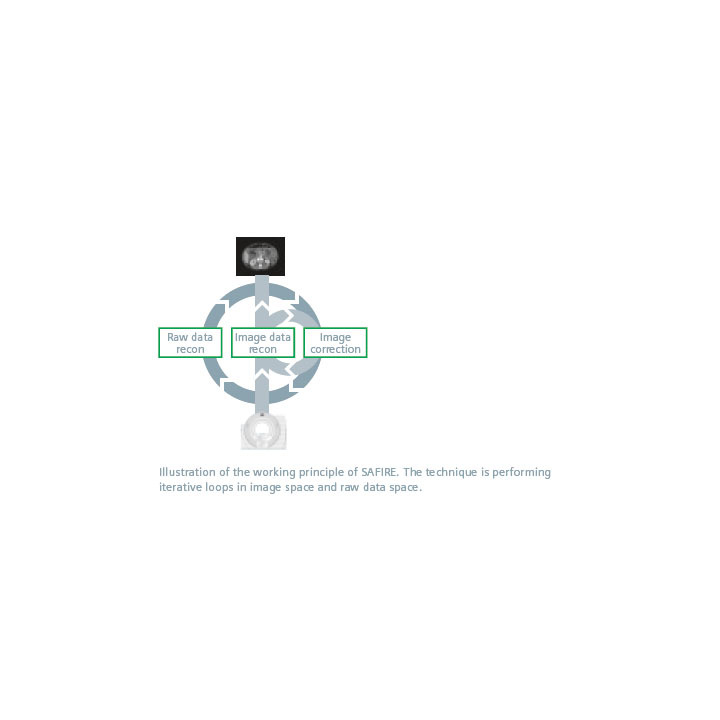 Raw data
recon
Image data
recon
Image
correction
Illustration of the working principle of SAFIRE. The technique is performing
iterative loops in image space and raw data space.